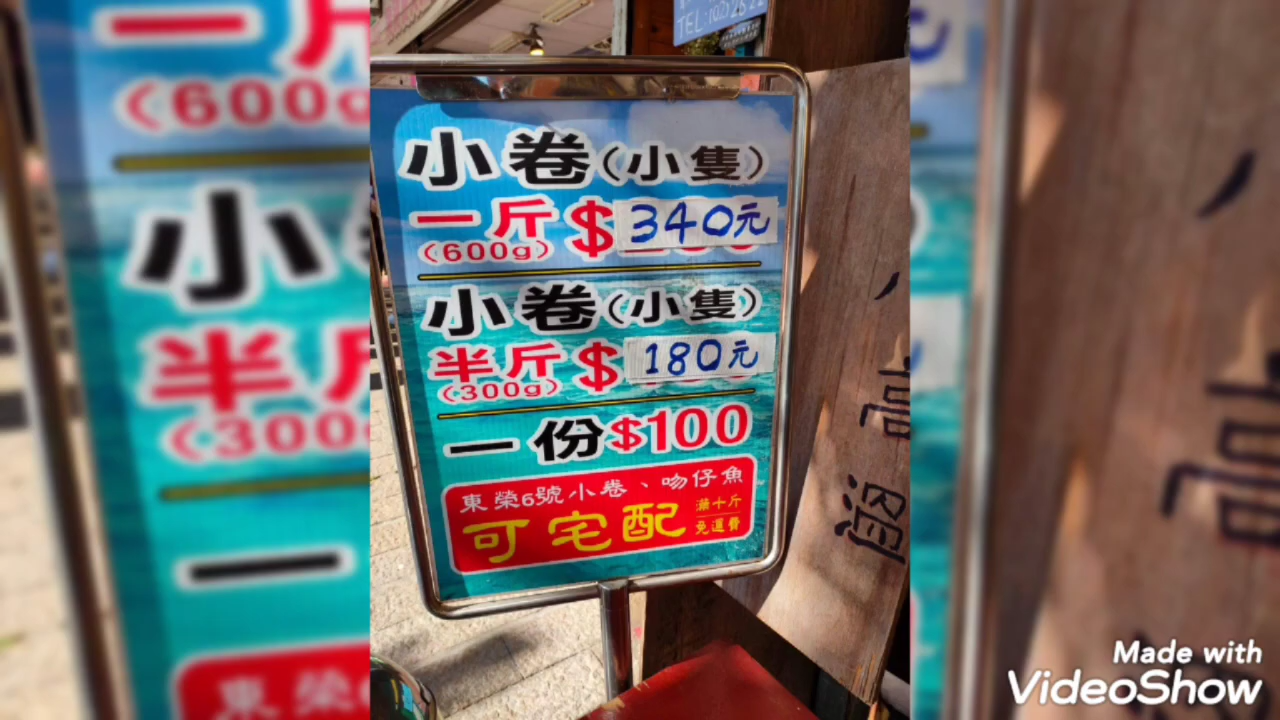 小卷(小隻)
一斤$340元
(600g)
小卷(小隻)
半斤$180元
(300g)
一份$100
東榮6號小卷、吻仔魚
可宅配
滿十斤
免運費
Made with
VideoShow